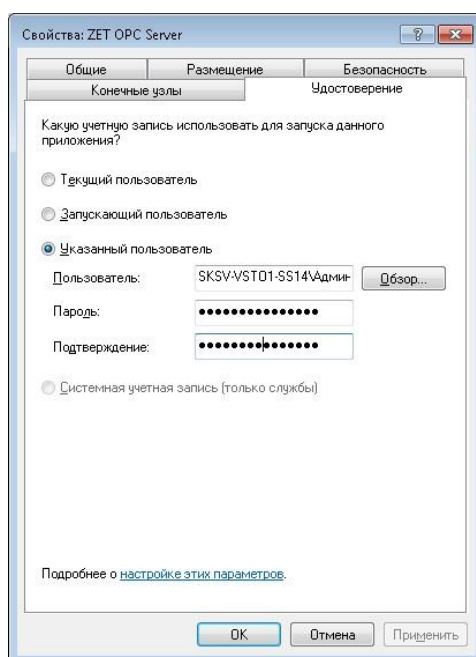 Свойства: ZET OPC Server
Общие
Размещение
Безопасность
Конечные узлы
Удостоверение
Какую учетную запись использовать для запуска данного
приложения?
Текущий пользователь
Запускающий пользователь
Указанный пользователь
Пользователь: SKSV-VST01-SS14\Админ Обзор...
Пароль: ●●●●●●●●●●●●●●●
Подтверждение: ●●●●●●●●●●●●●●●
Системная учетная запись (только службы)
Подробнее о настройке этих параметров.
ОК
Отмена
Применить